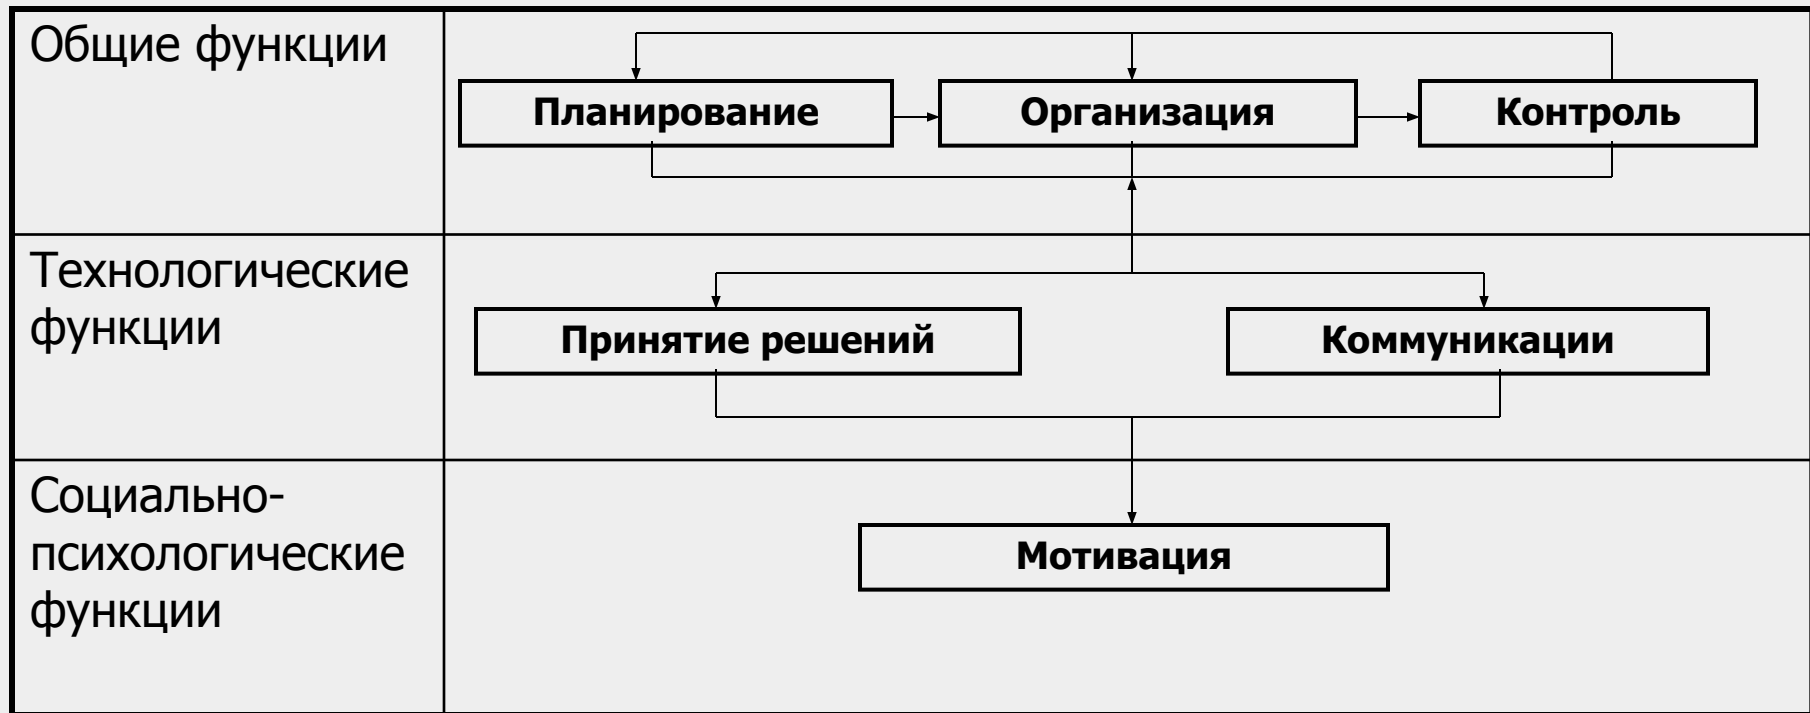 Общие функции
Планирование
Организация
Контроль
Технологические
функции
Принятие решений
Коммуникации
Социально-
психологические
функции
Мотивация